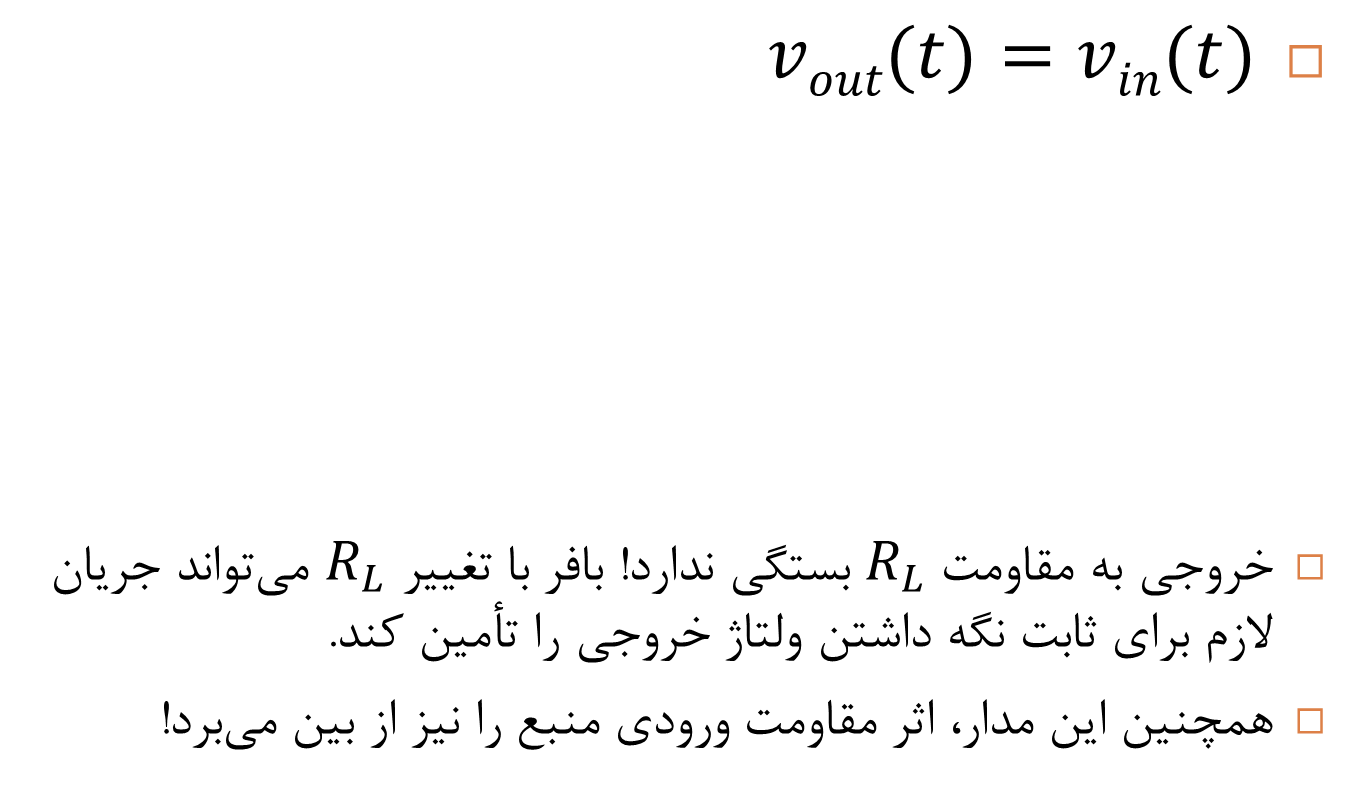 v_out(t) = v_in(t)
خروجی به مقاومت R_L بستگی ندارد! بافر با تغییر R_L می‌تواند جریان
لازم برای ثابت نگه داشتن ولتاژ خروجی را تأمین کند.
همچنین این مدار، اثر مقاومت ورودی منبع را نیز از بین می‌برد!